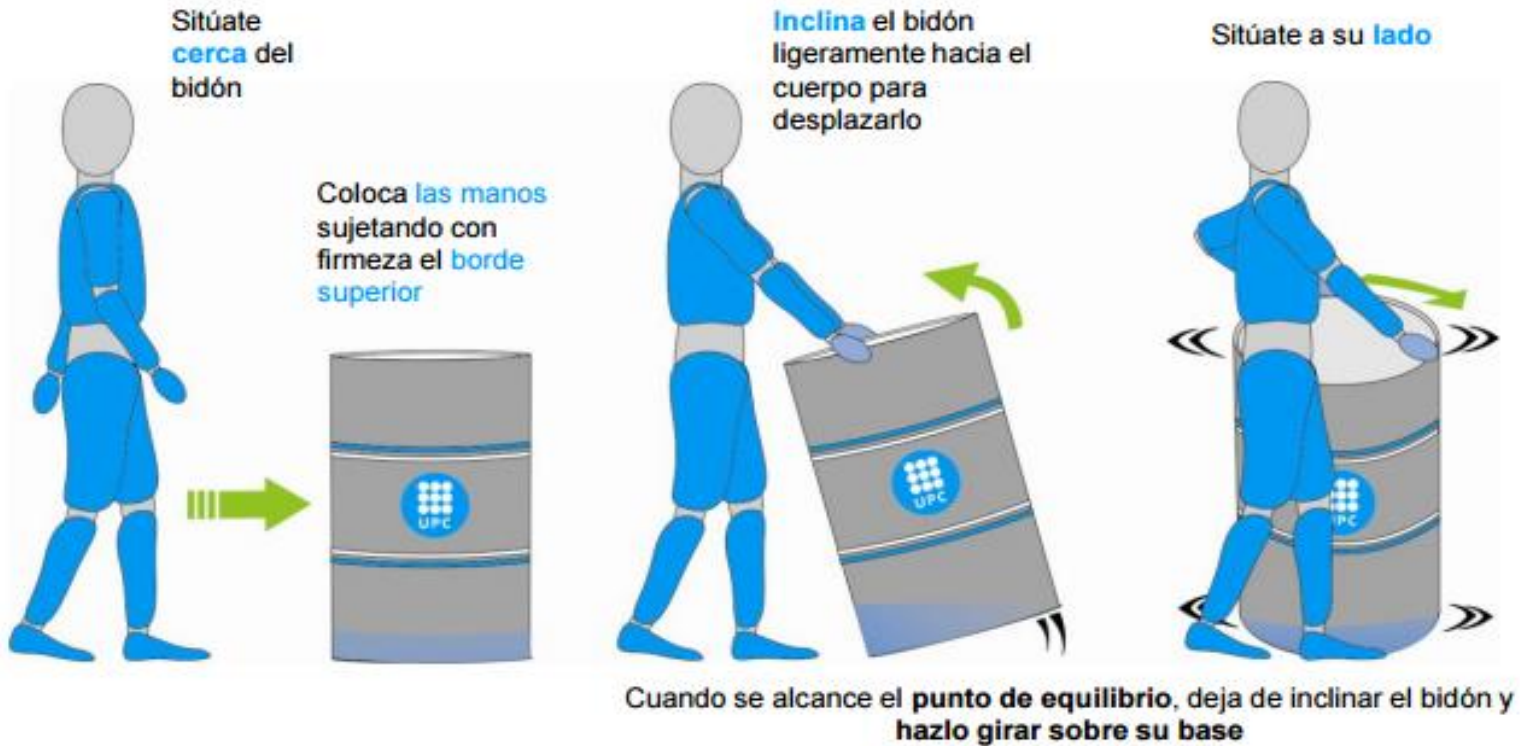 Sitúate
cerca del
bidón
Coloca las manos
sujetando con
firmeza el borde
superior
UPC
Inclina el bidón
ligeramente hacia el
cuerpo para
desplazarlo
UPC
Sitúate a su lado
UPC
Cuando se alcance el punto de equilibrio, deja de inclinar el bidón y
hazlo girar sobre su base